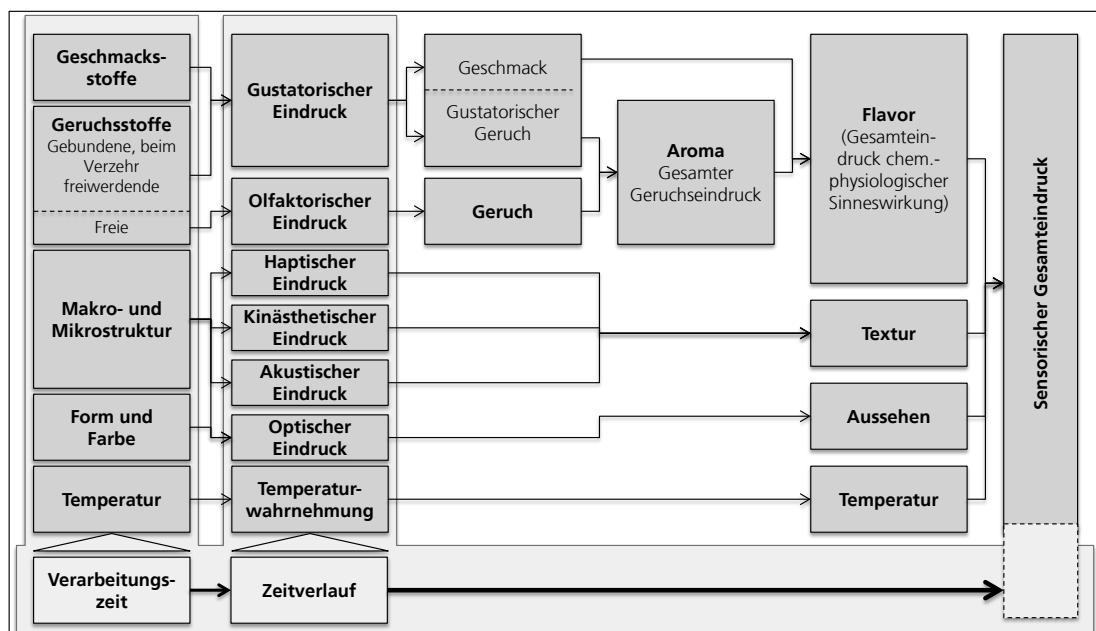 Geschmacks-
stoffe
Geruchsstoffe
Gebundene, beim
Verzehr
freiwerdende
Freie
Makro- und
Mikrostruktur
Form und
Farbe
Temperatur
Verarbeitungs-
zeit
Gustatorischer
Eindruck
Olfaktorischer
Eindruck
Haptischer
Eindruck
Kinästhetischer
Eindruck
Akustischer
Eindruck
Optischer
Eindruck
Temperatur-
wahrnehmung
Zeitverlauf
Geschmack
Gustatorischer
Geruch
Geruch
Aroma
Gesamter
Geruchseindruck
Flavor
(Gesamtein-
druck chem.-
physiologischer
Sinneswirkung)
Textur
Aussehen
Temperatur
Sensorischer Gesamteindruck